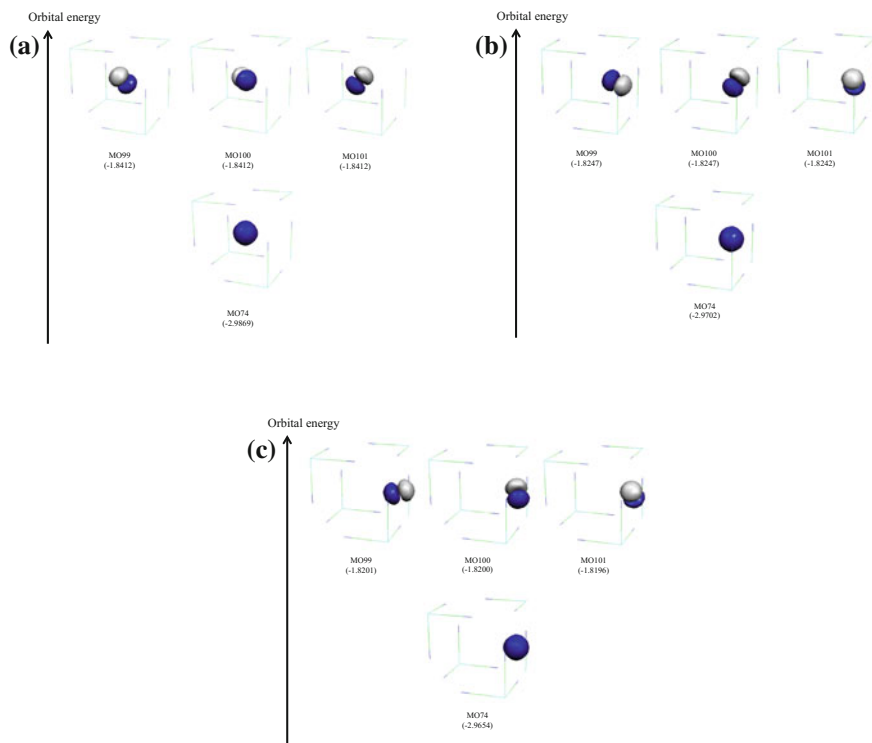 Orbital energy
(a)
MO99
(-1.8412)
MO100
(-1.8412)
MO101
(-1.8412)
MO74
(-2.9869)
Orbital energy
(b)
MO99
(-1.8247)
MO100
(-1.8247)
MO101
(-1.8242)
MO74
(-2.9702)
Orbital energy
(c)
MO99
(-1.8201)
MO100
(-1.8200)
MO101
(-1.8196)
MO74
(-2.9654)